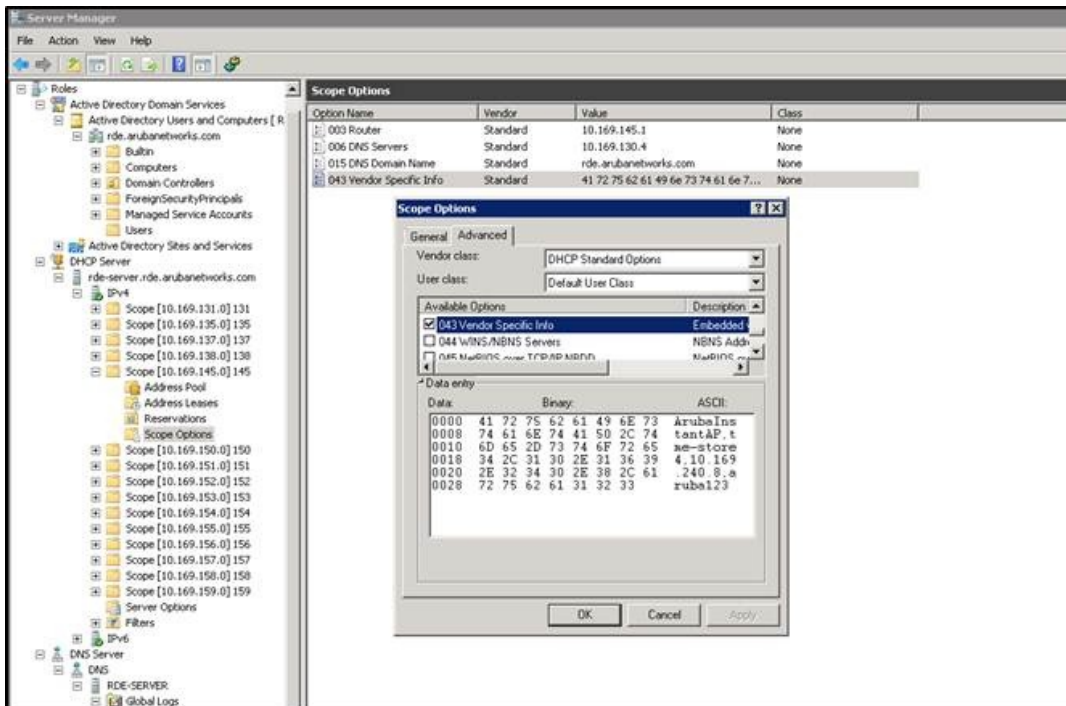 Server Manager
File Action View Help
Roles
Active Directory Domain Services
Active Directory Users and Computers [ R
rde.arubanetworks.com
Builtin
Computers
Domain Controllers
ForeignSecurityPrincipals
Managed Service Accounts
Users
Active Directory Sites and Services
DHCP Server
rde-server.rde.arubanetworks.com
IPv4
Scope [10.169.131.0] 131
Scope [10.169.135.0] 135
Scope [10.169.137.0] 137
Scope [10.169.138.0] 138
Scope [10.169.145.0] 145
Address Pool
Address Leases
Reservations
Scope Options
Scope [10.169.150.0] 150
Scope [10.169.151.0] 151
Scope [10.169.152.0] 152
Scope [10.169.153.0] 153
Scope [10.169.154.0] 154
Scope [10.169.155.0] 155
Scope [10.169.156.0] 156
Scope [10.169.157.0] 157
Scope [10.169.158.0] 158
Scope [10.169.159.0] 159
Server Options
Filters
IPv6
DNS Server
DNS
RDE-SERVER
Global Logs
Scope Options
Option Name Vendor Value Class
003 Router Standard 10.169.145.1 None
006 DNS Servers Standard 10.169.130.4 None
015 DNS Domain Name Standard rde.arubanetworks.com None
043 Vendor Specific Info Standard 41 72 75 62 61 49 6e 73 74 61 6e 7... None
Scope Options
General Advanced
Vendor class: DHCP Standard Options
User class: Default User Class
Available Options Description
043 Vendor Specific Info Embedded
044 WINS/NBNS Servers NBNS Addr
045 NetBIOS over TCP/IP NBDD NetBIOS
Data entry
Data: Binary: ASCII:
0000 41 72 75 62 61 49 6E 73 ArubaIns
0008 74 61 6E 74 41 50 2C 74 tantAP,t
0010 6D 65 2D 73 74 6F 72 65 me-store
0018 34 2C 31 30 2E 31 36 39 4,10.169
0020 2E 32 34 30 2E 38 2C 61 .240.8,a
0028 72 75 62 61 31 32 33 ruba123
OK Cancel Apply